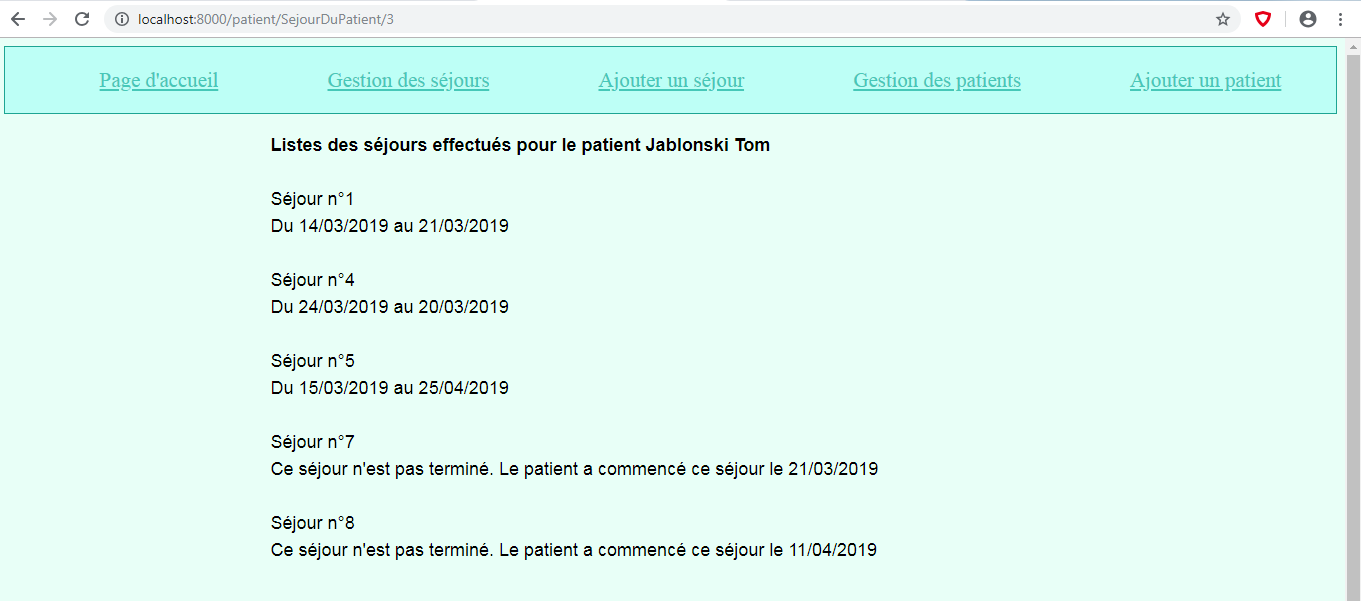 localhost:8000/patient/SejourDuPatient/3
Page d'accueil Gestion des séjours Ajouter un séjour Gestion des patients Ajouter un patient
Listes des séjours effectués pour le patient Jablonski Tom
Séjour n°1
Du 14/03/2019 au 21/03/2019
Séjour n°4
Du 24/03/2019 au 20/03/2019
Séjour n°5
Du 15/03/2019 au 25/04/2019
Séjour n°7
Ce séjour n'est pas terminé. Le patient a commencé ce séjour le 21/03/2019
Séjour n°8
Ce séjour n'est pas terminé. Le patient a commencé ce séjour le 11/04/2019